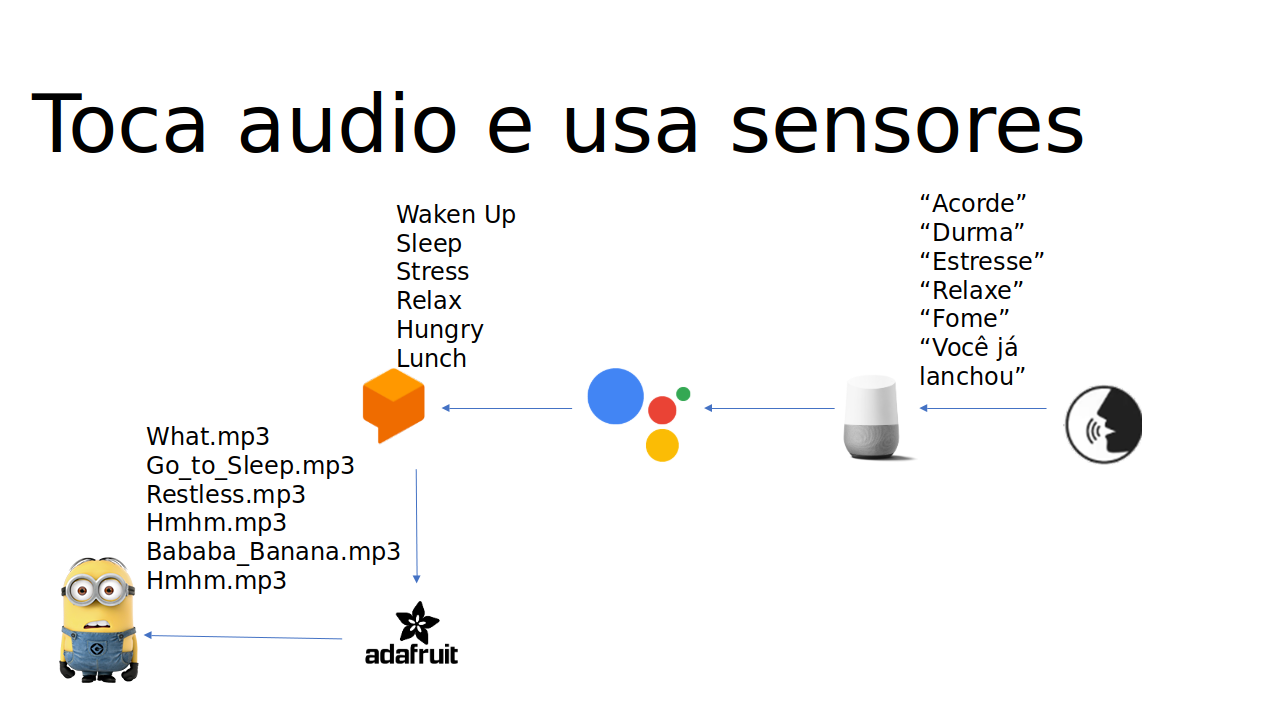 Toca audio e usa sensores
Waken Up
Sleep
Stress
Relax
Hungry
Lunch
“Acorde”
“Durma”
“Estresse”
“Relaxe”
“Fome”
“Você já
lanchou”
What.mp3
Go_to_Sleep.mp3
Restless.mp3
Hmhm.mp3
Bababa_Banana.mp3
Hmhm.mp3
adafruit